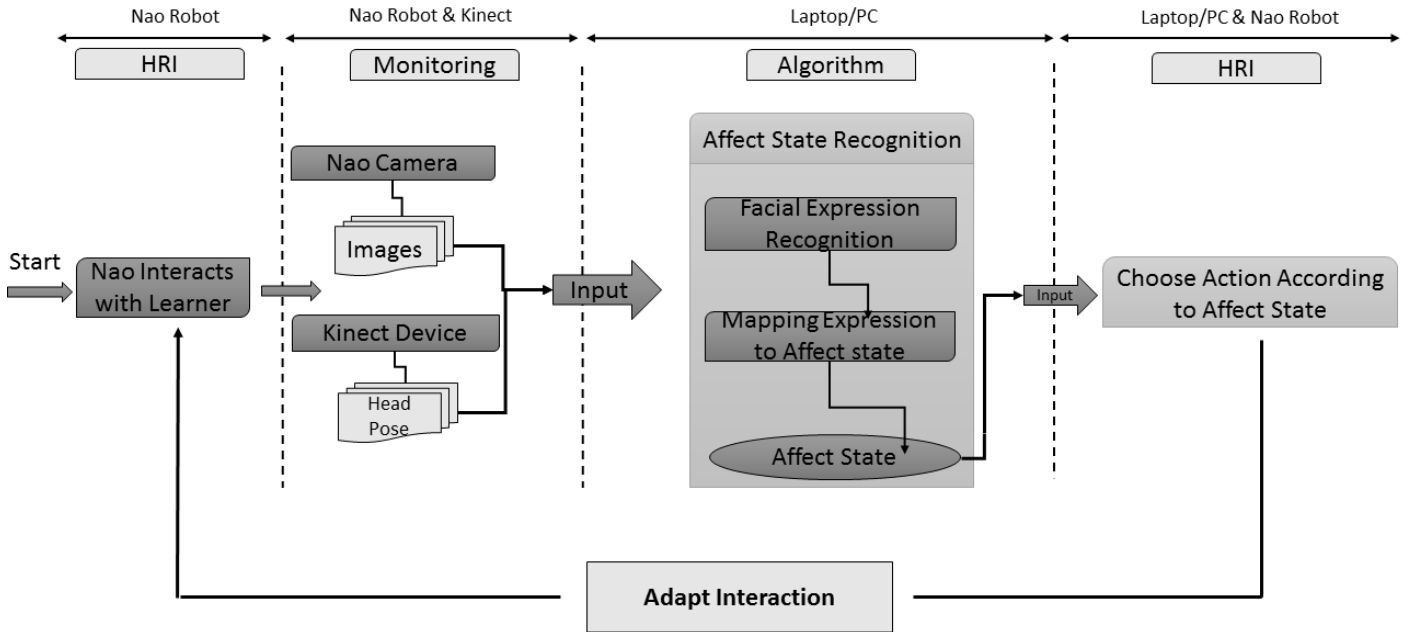 Nao Robot
Nao Robot & Kinect
Laptop/PC
Laptop/PC & Nao Robot
HRI
Monitoring
Algorithm
HRI
Start
Nao Interacts
with Learner
Nao Camera
Images
Kinect Device
Head
Pose
Input
Affect State Recognition
Facial Expression
Recognition
Mapping Expression
to Affect state
Affect State
Input
Choose Action According
to Affect State
Adapt Interaction